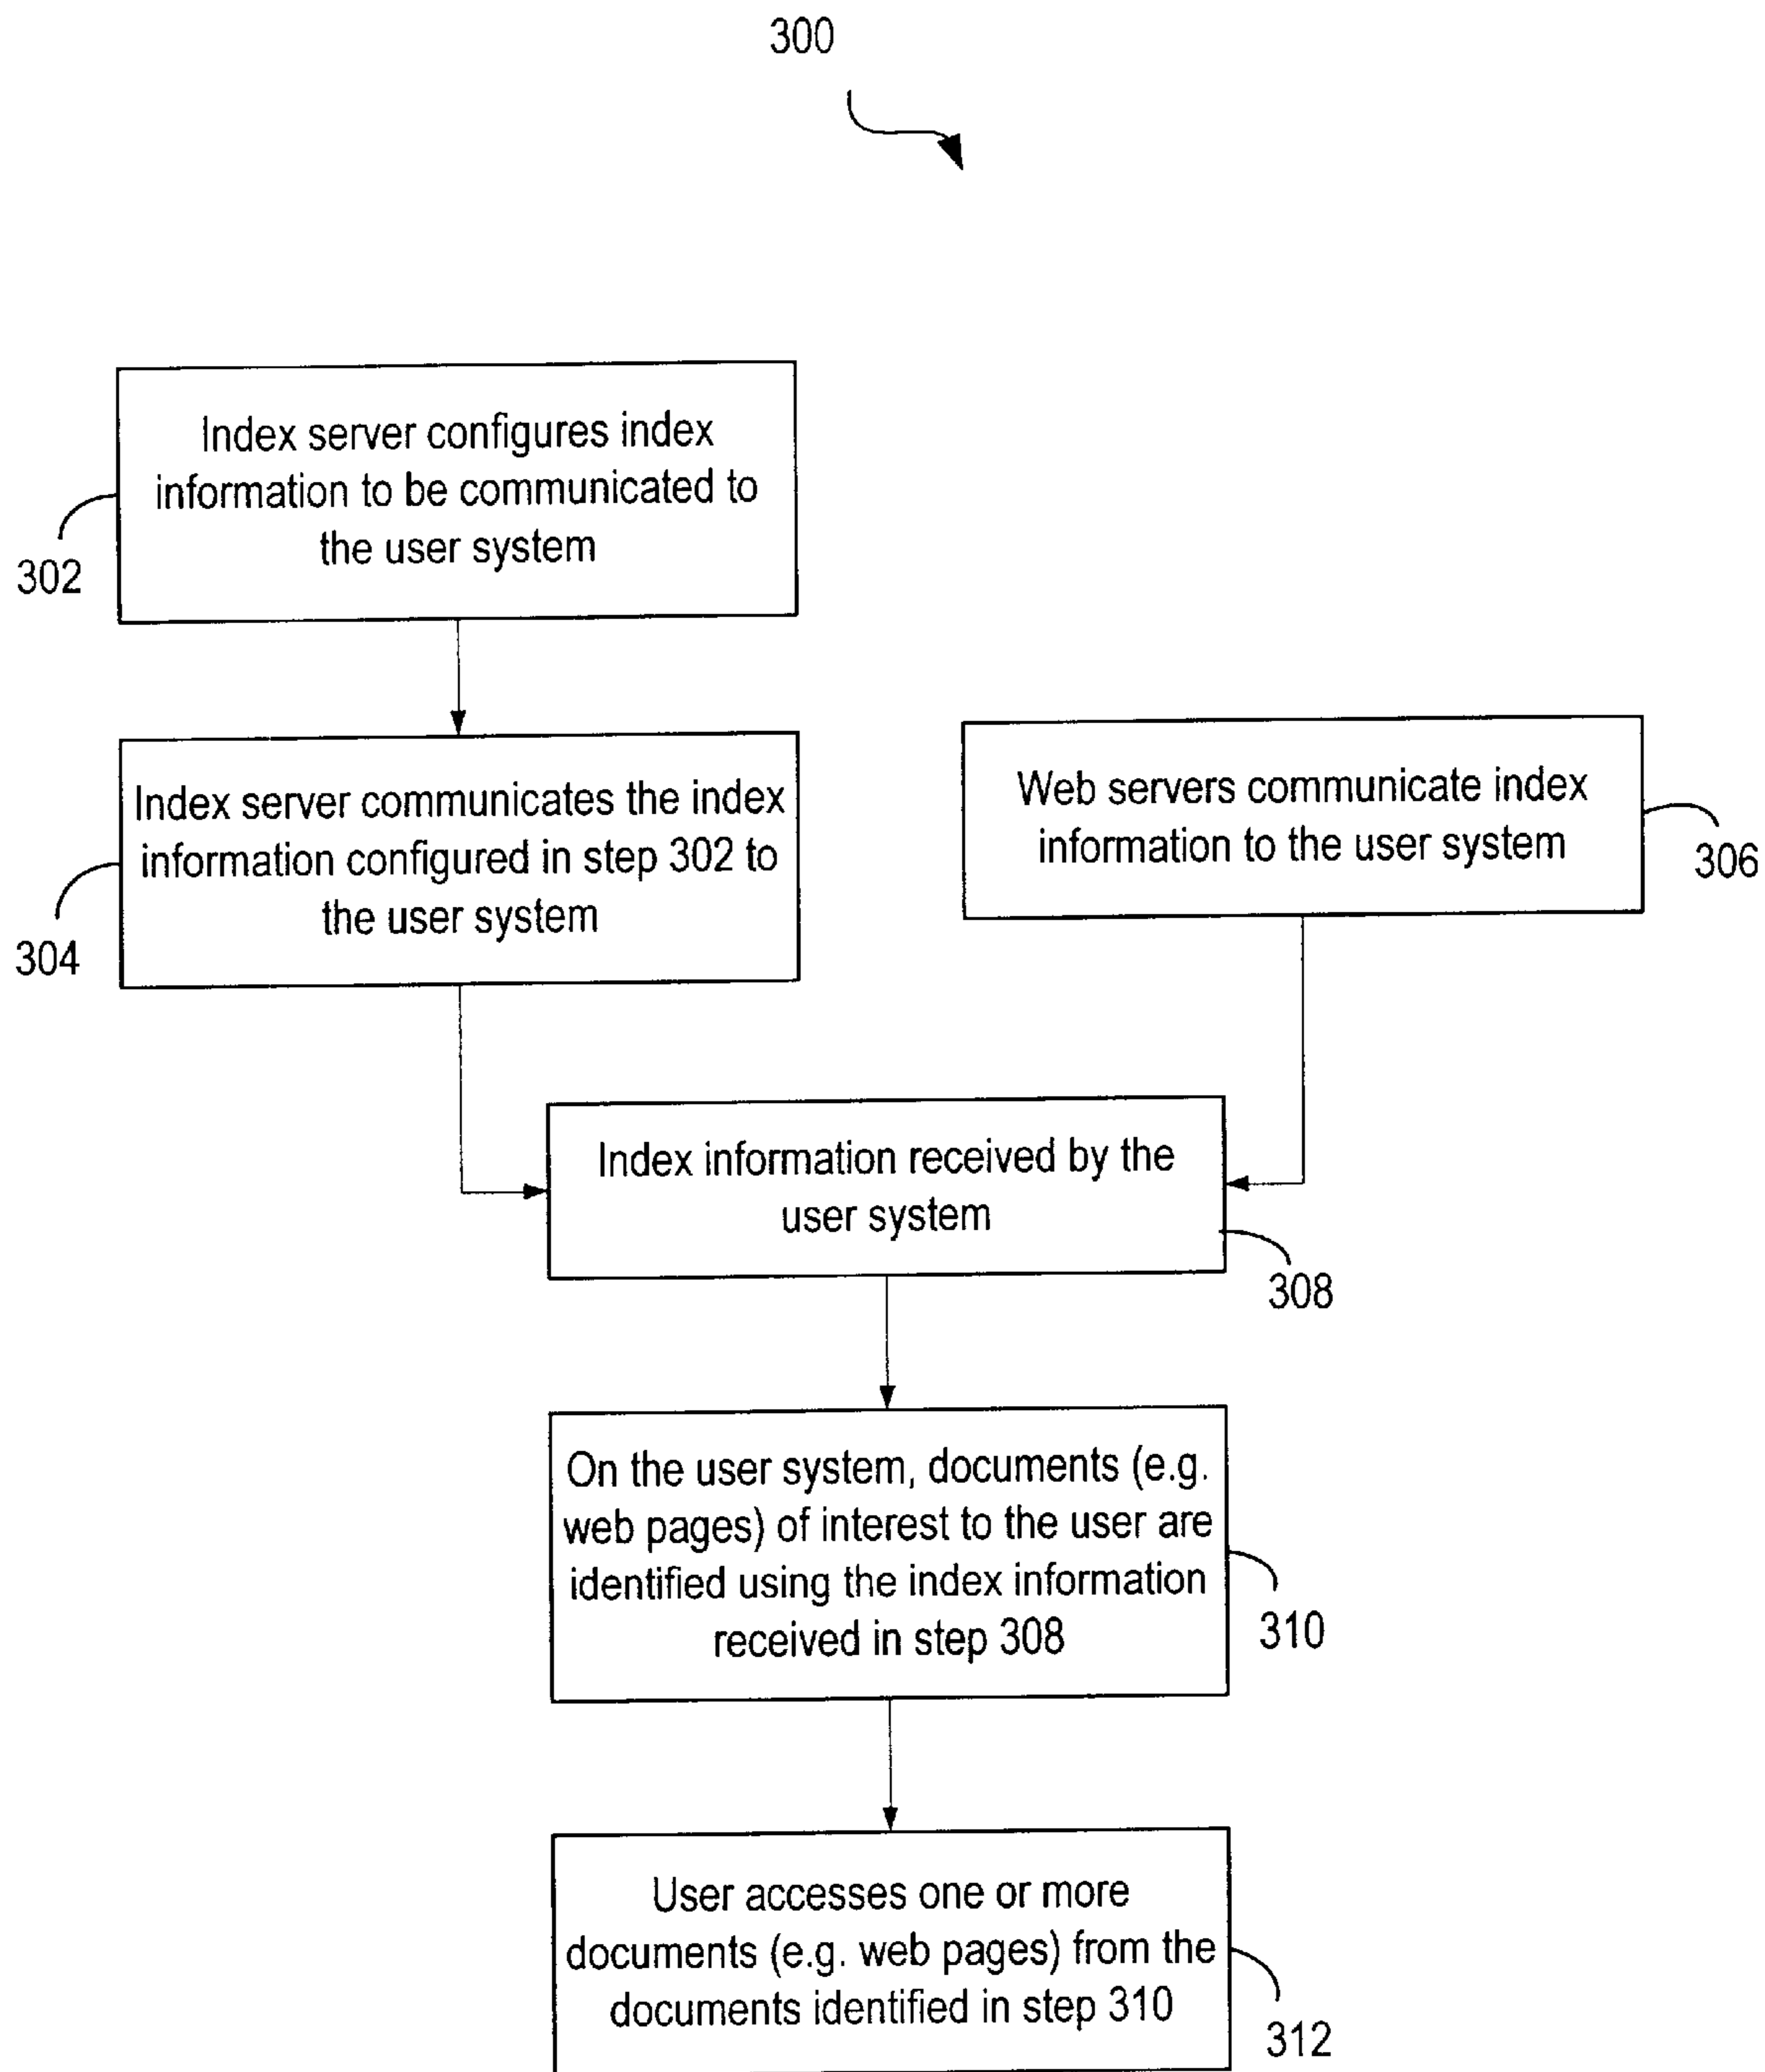 300
Index server configures index
information to be communicated to
the user system
302
Index server communicates the index
information configured in step 302 to
the user system
304
Web servers communicate index
information to the user system
306
Index information received by the
user system
308
On the user system, documents (e.g.
web pages) of interest to the user are
identified using the index information
received in step 308
310
User accesses one or more
documents (e.g. web pages) from the
documents identified in step 310
312